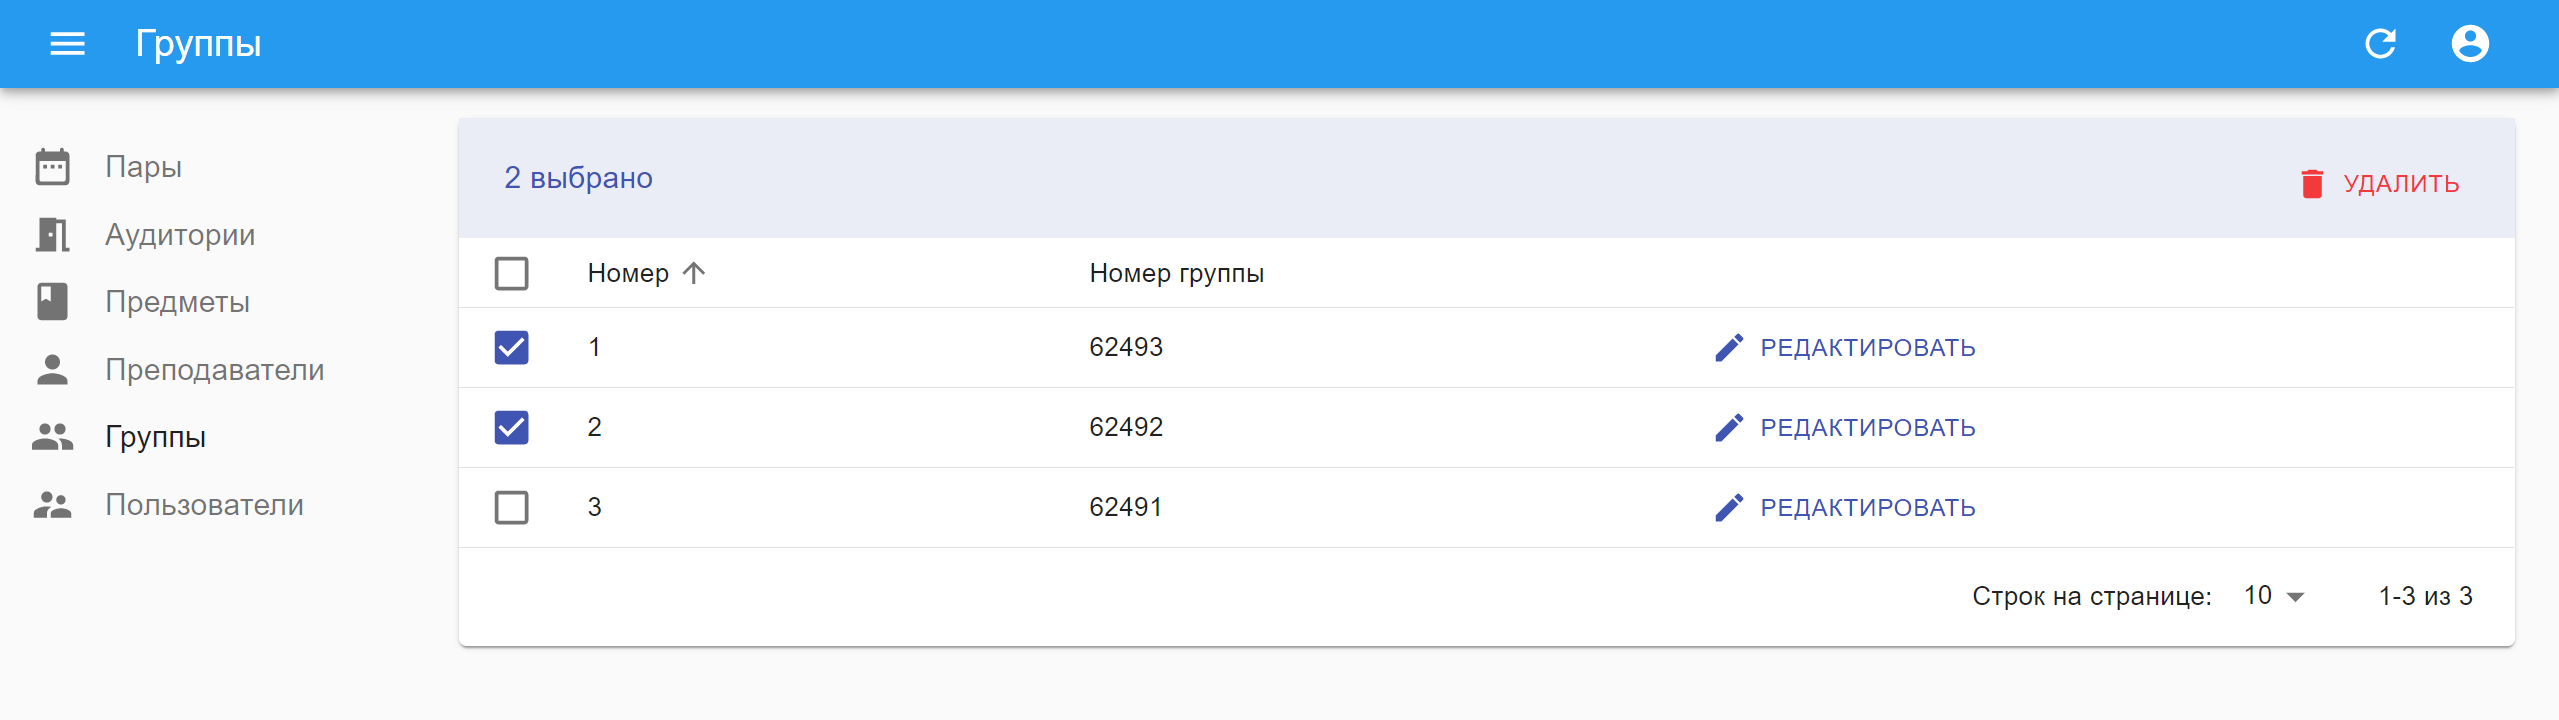 Группы
Пары
Аудитории
Предметы
Преподаватели
Группы
Пользователи
2 выбрано
УДАЛИТЬ
Номер Номер группы
1 62493 РЕДАКТИРОВАТЬ
2 62492 РЕДАКТИРОВАТЬ
3 62491 РЕДАКТИРОВАТЬ
Строк на странице: 10 1-3 из 3